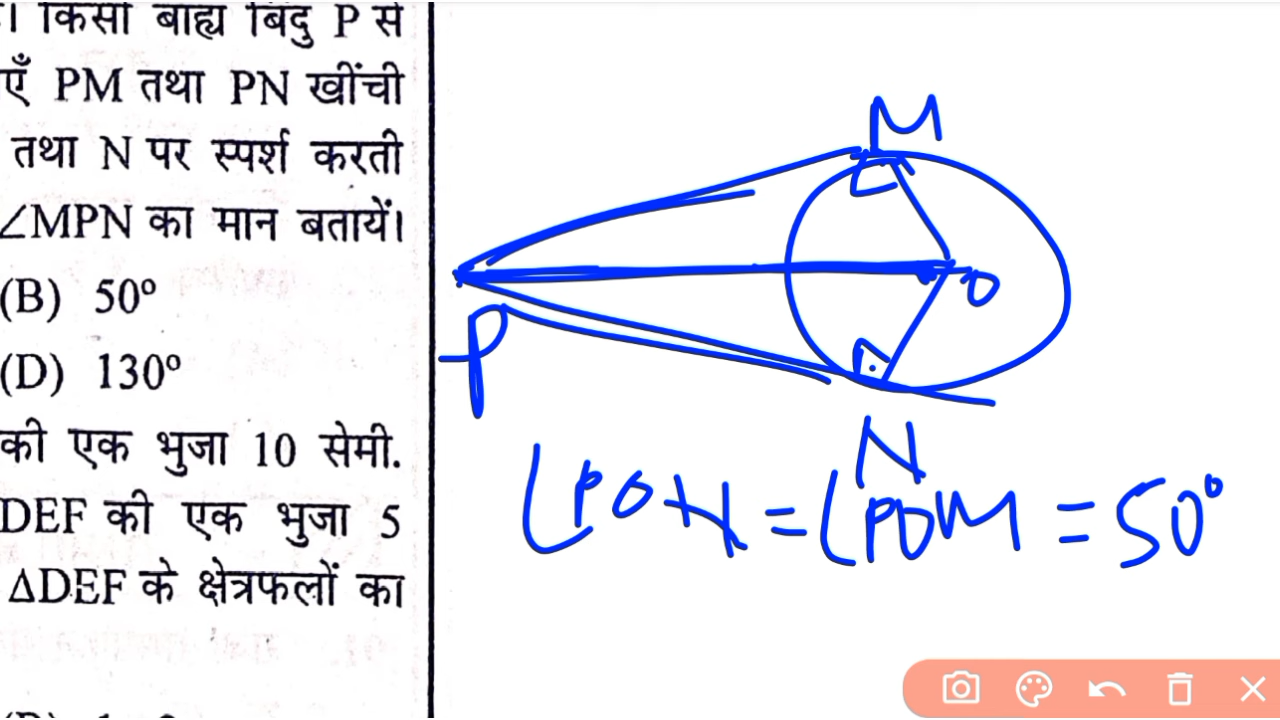 । किसी बाह्य बिंदु P से
एँ PM तथा PN खींची
तथा N पर स्पर्श करती
∠MPN का मान बतायें।
(B) 50°
(D) 130°
की एक भुजा 10 सेमी.
DEF की एक भुजा 5
ΔDEF के क्षेत्रफलों का
M
O
P
N
∠PON = ∠POM = 50°